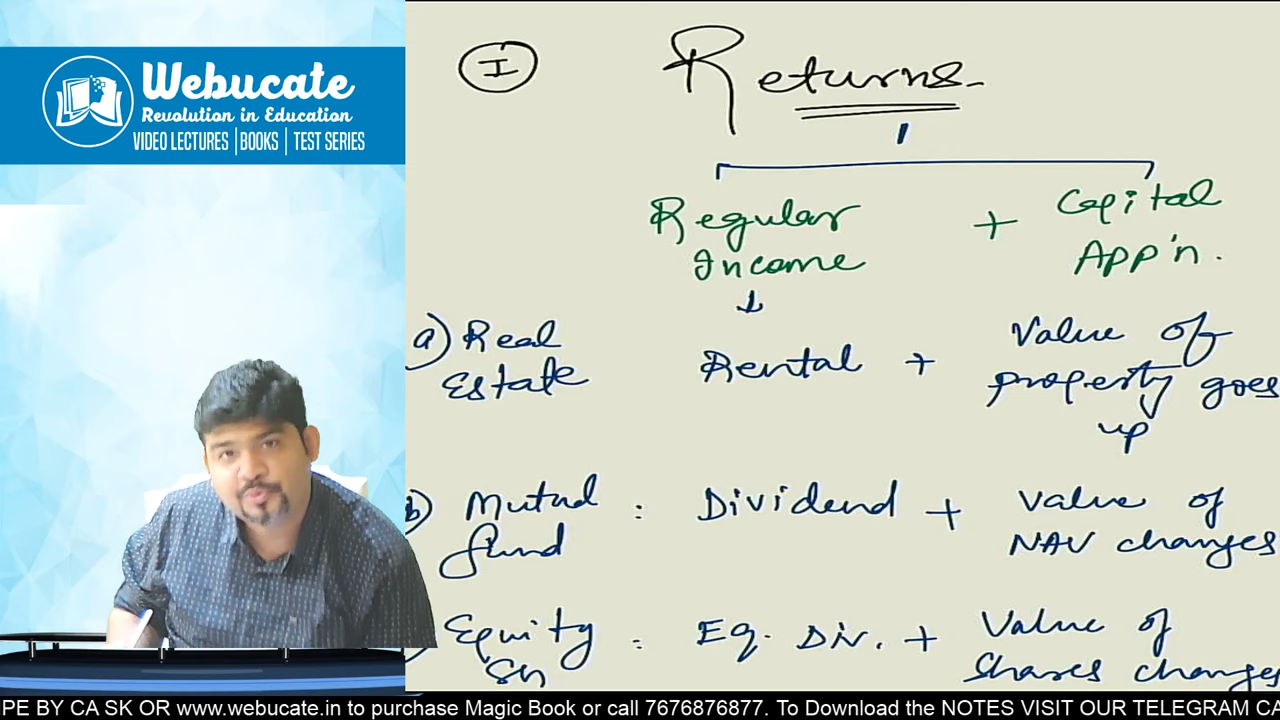 Webucate
Revolution in Education
VIDEO LECTURES | BOOKS | TEST SERIES
I
Returns
Regular Income + Capital App'n.
a) Real Estate Rental + Value of property goes up
b) Mutual fund : Dividend + Value of NAV changes
Equity Sh : Eq. Div. + Value of Shares changes
PE BY CA SK OR www.webucate.in to purchase Magic Book or call 7676876877. To Download the NOTES VISIT OUR TELEGRAM CA